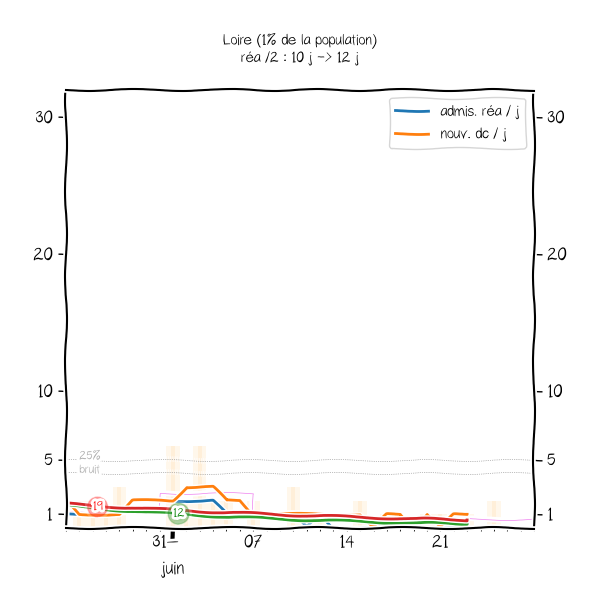 Loire (1% de la population)
réa /2 : 10 j -> 12 j
admis. réa / j
nouv. dc / j
30 30
20 20
10 10
5 5
25%
bruit
19
12
1 1
31 07 14 21
juin